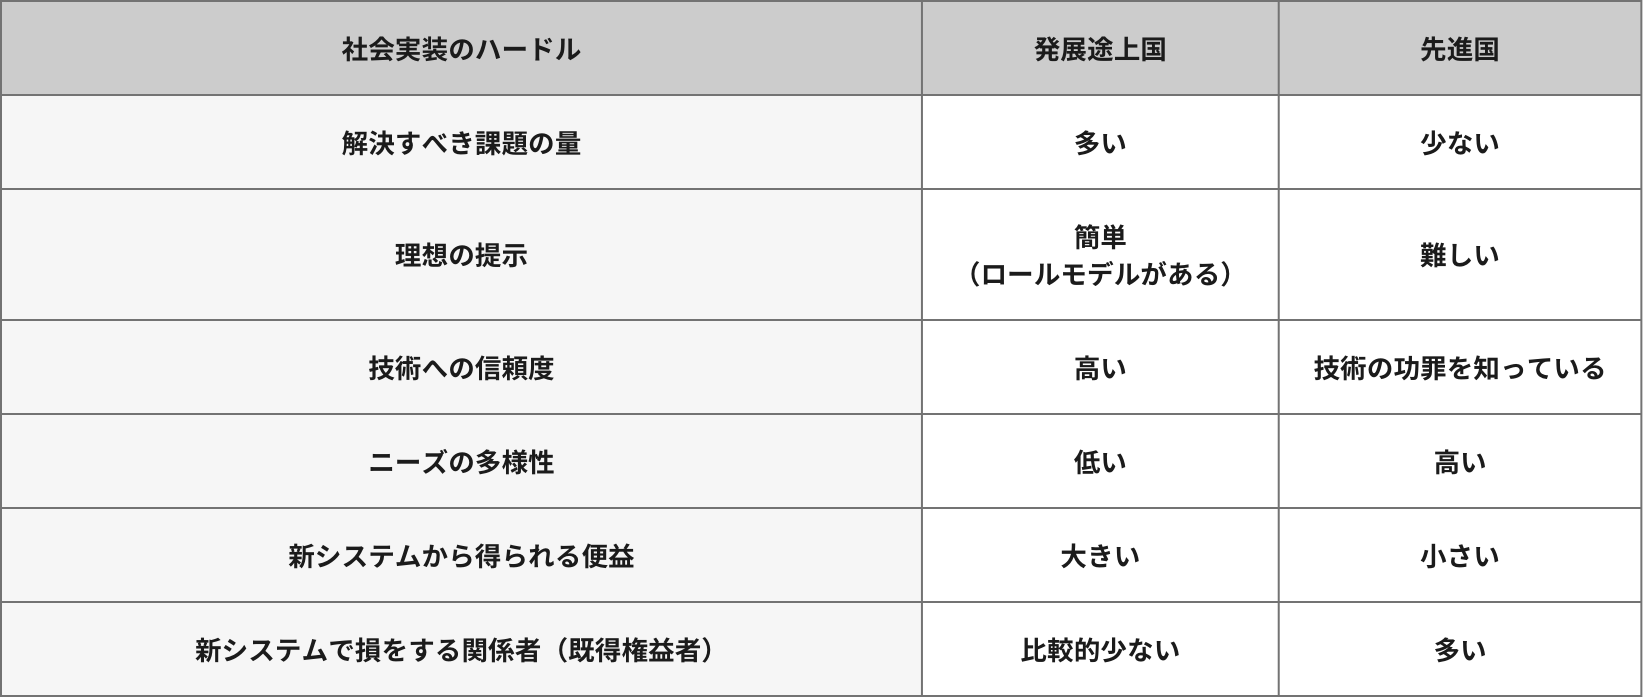 社会実装のハードル
発展途上国
先進国
解決すべき課題の量
多い
少ない
理想の提示
簡単
（ロールモデルがある）
難しい
技術への信頼度
高い
技術の功罪を知っている
ニーズの多様性
低い
高い
新システムから得られる便益
大きい
小さい
新システムで損をする関係者（既得権益者）
比較的少ない
多い